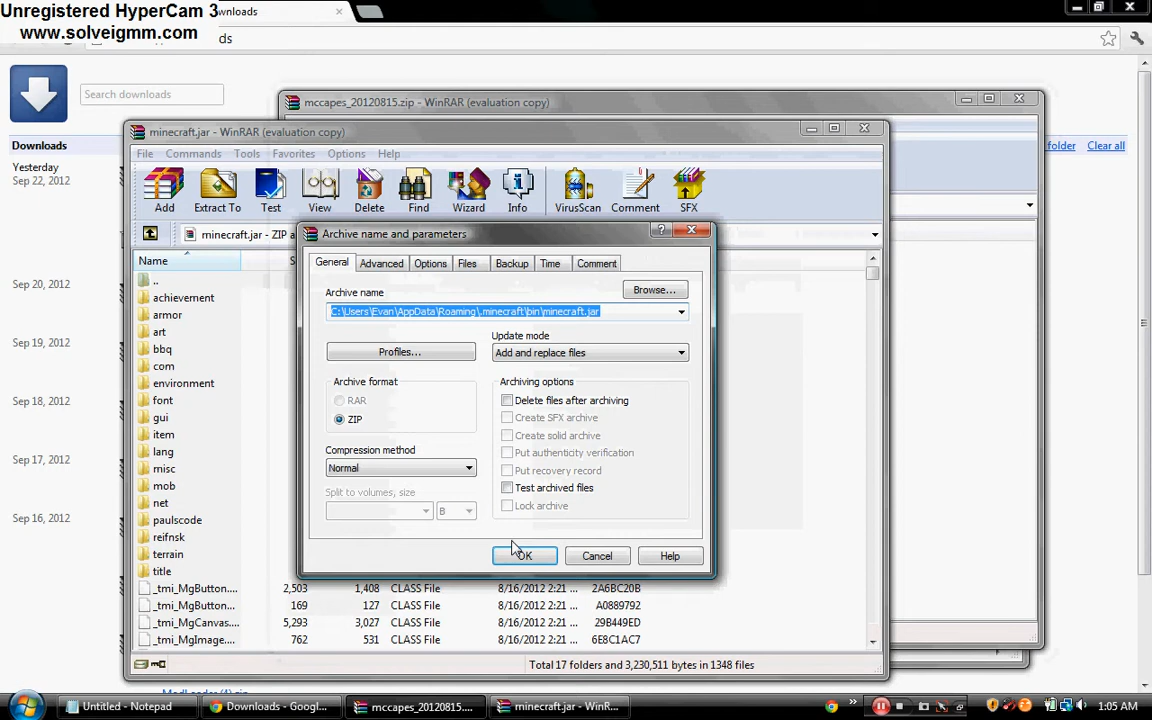 Unregistered HyperCam 3
www.solveigmm.com
wnloads
ds
Search downloads
Downloads
folder
Clear all
Yesterday
Sep 22, 2012
Sep 20, 2012
Sep 19, 2012
Sep 18, 2012
Sep 17, 2012
Sep 16, 2012
mccapes_20120815.zip - WinRAR (evaluation copy)
minecraft.jar - WinRAR (evaluation copy)
File Commands Tools Favorites Options Help
Add Extract To Test View Delete Find Wizard Info VirusScan Comment SFX
minecraft.jar - ZIP a
Name
S
..
achievement
armor
art
bbq
com
environment
font
gui
item
lang
misc
mob
net
paulscode
reifnsk
terrain
title
_tmi_MgButton.... 2,503 1,408 CLASS File 8/16/2012 2:21 ... 2A6BC20B
_tmi_MgButton... 169 127 CLASS File 8/16/2012 2:21 ... A0889792
_tmi_MgCanvas.... 5,293 3,027 CLASS File 8/16/2012 2:21 ... 29B449ED
_tmi_MgImage.... 762 531 CLASS File 8/16/2012 2:21 ... 6E8C1AC7
Total 17 folders and 3,230,511 bytes in 1348 files
Archive name and parameters
General Advanced Options Files Backup Time Comment
Archive name
Browse...
C:\Users\Evan\AppData\Roaming\.minecraft\bin\minecraft.jar
Update mode
Profiles...
Add and replace files
Archive format
RAR
ZIP
Archiving options
Delete files after archiving
Create SFX archive
Create solid archive
Put authenticity verification
Put recovery record
Test archived files
Lock archive
Compression method
Normal
Split to volumes, size
B
OK Cancel Help
ModLoader (4).zip
Untitled - Notepad
Downloads - Googl...
mccapes_20120815....
minecraft.jar - WinR...
1:05 AM